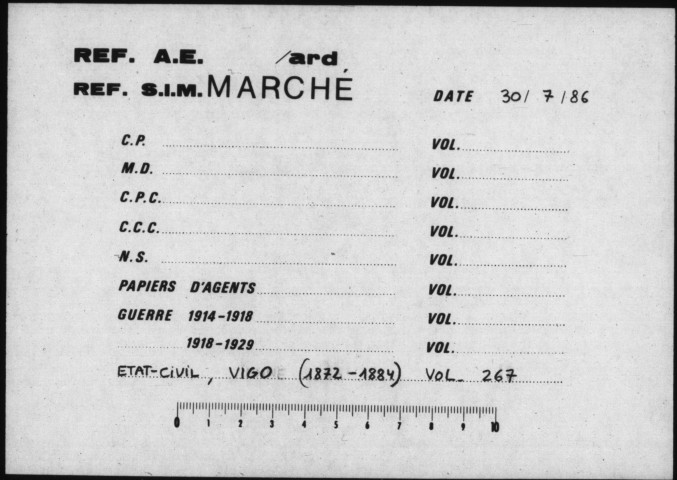 REF. A.E. /ard
REF. S.I.M. MARCHÉ
DATE 30/ 7 /86
C.P. VOL.
M.D. VOL.
C.P.C. VOL.
C.C.C. VOL.
N.S. VOL.
PAPIERS D'AGENTS VOL.
GUERRE 1914-1918 VOL.
1918-1929 VOL.
ETAT-CIVIL, VIGO (1872-1884) VOL. 267
0 1 2 3 4 5 6 7 8 9 10